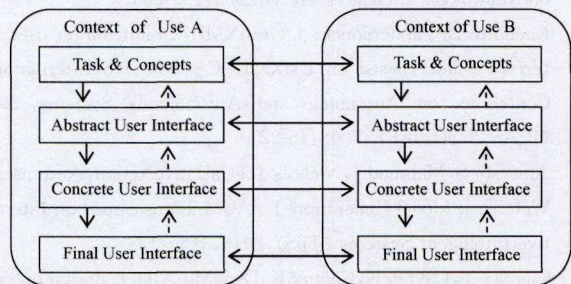 Context of Use A
Context of Use B
Task & Concepts
Task & Concepts
Abstract User Interface
Abstract User Interface
Concrete User Interface
Concrete User Interface
Final User Interface
Final User Interface